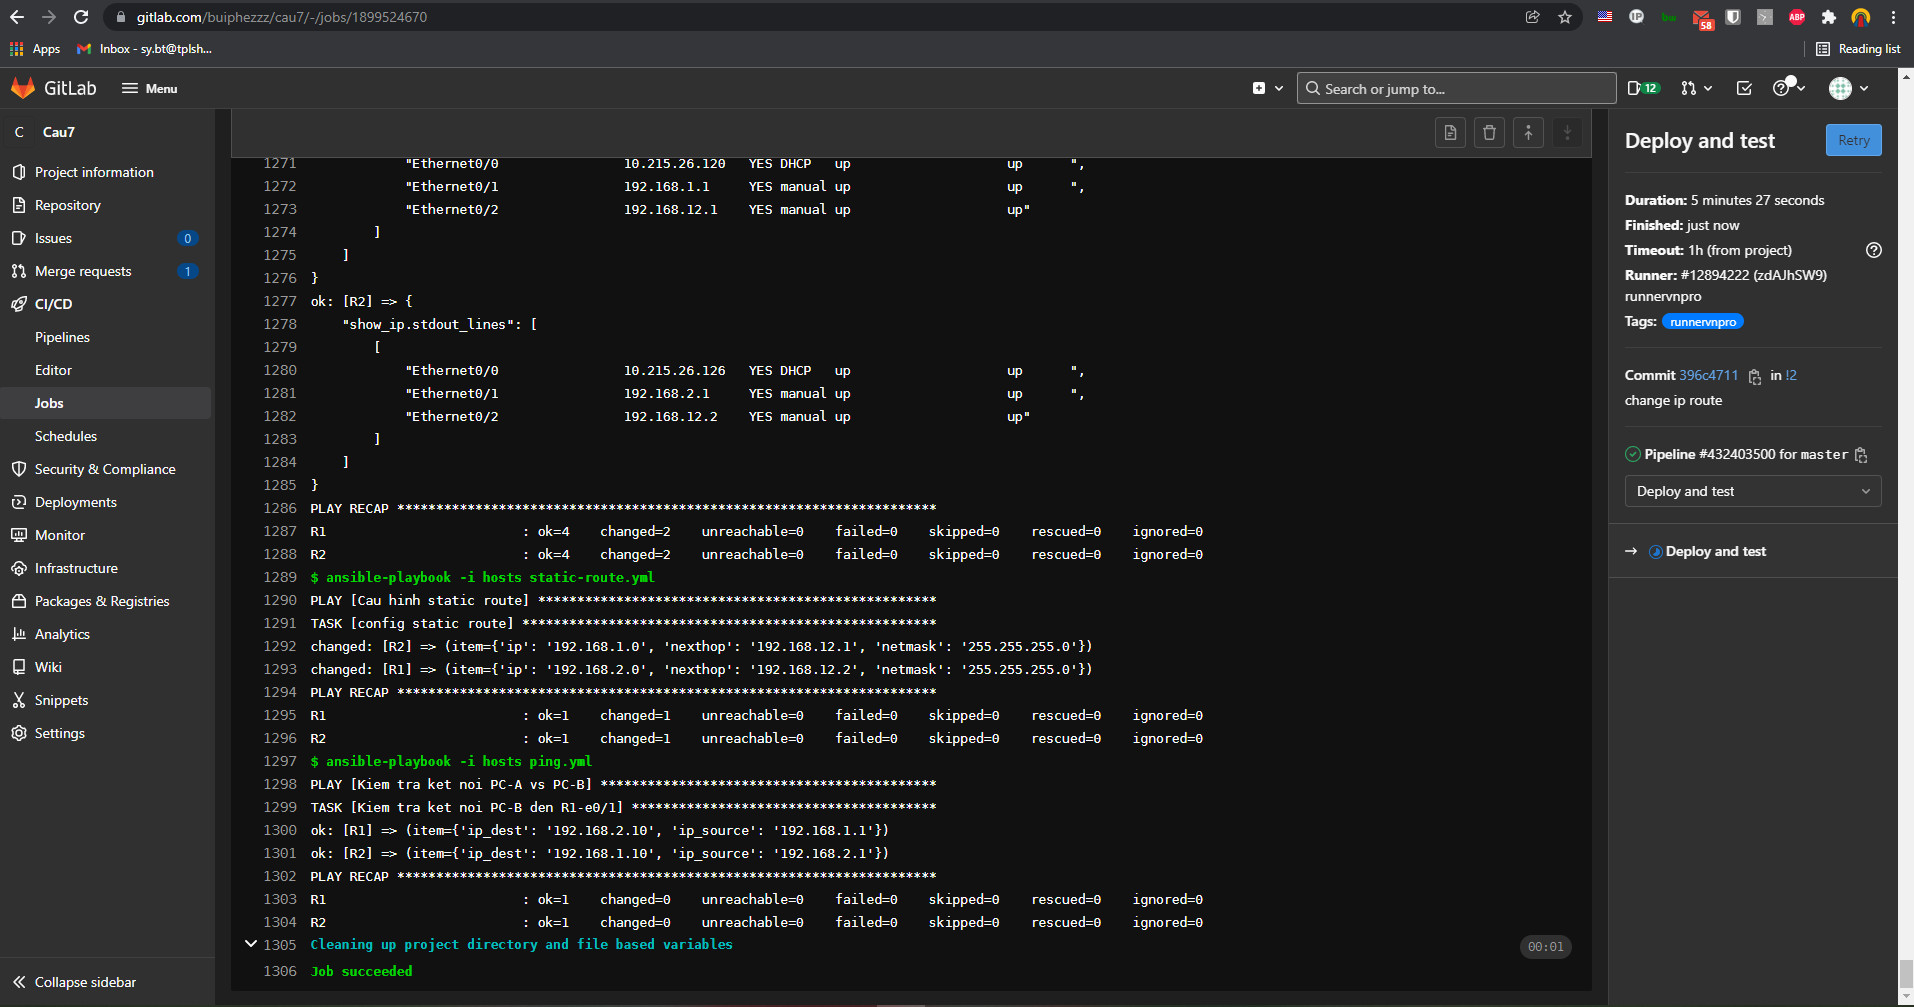 gitlab.com/buiphezzz/cau7/-/jobs/1899524670
58
ABP
Apps
Inbox - sy.bt@tplsh...
Reading list
GitLab
Menu
Search or jump to...
12
C
Cau7
Project information
Repository
Issues 0
Merge requests 1
CI/CD
Pipelines
Editor
Jobs
Schedules
Security & Compliance
Deployments
Monitor
Infrastructure
Packages & Registries
Analytics
Wiki
Snippets
Settings
Collapse sidebar
1271 "Ethernet0/0 10.215.26.120 YES DHCP up up ",
1272 "Ethernet0/1 192.168.1.1 YES manual up up ",
1273 "Ethernet0/2 192.168.12.1 YES manual up up"
1274 ]
1275 ]
1276 }
1277 ok: [R2] => {
1278 "show_ip.stdout_lines": [
1279 [
1280 "Ethernet0/0 10.215.26.126 YES DHCP up up ",
1281 "Ethernet0/1 192.168.2.1 YES manual up up ",
1282 "Ethernet0/2 192.168.12.2 YES manual up up"
1283 ]
1284 ]
1285 }
1286 PLAY RECAP *********************************************************************
1287 R1 : ok=4 changed=2 unreachable=0 failed=0 skipped=0 rescued=0 ignored=0
1288 R2 : ok=4 changed=2 unreachable=0 failed=0 skipped=0 rescued=0 ignored=0
1289 $ ansible-playbook -i hosts static-route.yml
1290 PLAY [Cau hinh static route] ***************************************************
1291 TASK [config static route] *****************************************************
1292 changed: [R2] => (item={'ip': '192.168.1.0', 'nexthop': '192.168.12.1', 'netmask': '255.255.255.0'})
1293 changed: [R1] => (item={'ip': '192.168.2.0', 'nexthop': '192.168.12.2', 'netmask': '255.255.255.0'})
1294 PLAY RECAP *********************************************************************
1295 R1 : ok=1 changed=1 unreachable=0 failed=0 skipped=0 rescued=0 ignored=0
1296 R2 : ok=1 changed=1 unreachable=0 failed=0 skipped=0 rescued=0 ignored=0
1297 $ ansible-playbook -i hosts ping.yml
1298 PLAY [Kiem tra ket noi PC-A vs PC-B] *******************************************
1299 TASK [Kiem tra ket noi PC-B den R1-e0/1] ***************************************
1300 ok: [R1] => (item={'ip_dest': '192.168.2.10', 'ip_source': '192.168.1.1'})
1301 ok: [R2] => (item={'ip_dest': '192.168.1.10', 'ip_source': '192.168.2.1'})
1302 PLAY RECAP *********************************************************************
1303 R1 : ok=1 changed=0 unreachable=0 failed=0 skipped=0 rescued=0 ignored=0
1304 R2 : ok=1 changed=0 unreachable=0 failed=0 skipped=0 rescued=0 ignored=0
1305 Cleaning up project directory and file based variables 00:01
1306 Job succeeded
Deploy and test Retry
Duration: 5 minutes 27 seconds
Finished: just now
Timeout: 1h (from project)
Runner: #12894222 (zdAJhSW9)
runnervnpro
Tags: runnervnpro
Commit 396c4711 in !2
change ip route
Pipeline #432403500 for master
Deploy and test
→ Deploy and test